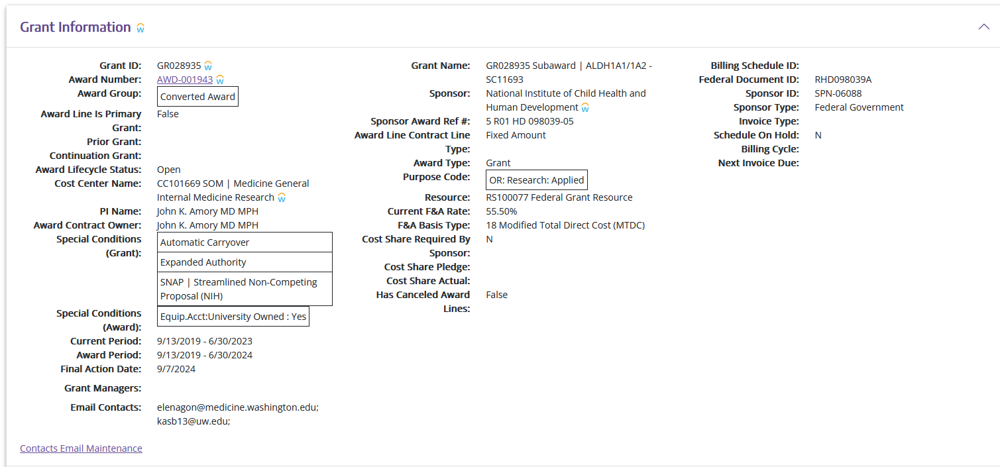 Grant Information
Grant ID: GR028935
Award Number: AWD-001943
Award Group: Converted Award
Award Line Is Primary False
Grant:
Prior Grant:
Continuation Grant:
Award Lifecycle Status: Open
Cost Center Name: CC101669 SOM | Medicine General
Internal Medicine Research
PI Name: John K. Amory MD MPH
Award Contract Owner: John K. Amory MD MPH
Special Conditions Automatic Carryover
(Grant):
Expanded Authority
SNAP | Streamlined Non-Competing
Proposal (NIH)
Special Conditions Equip.Acct:University Owned : Yes
(Award):
Current Period: 9/13/2019 - 6/30/2023
Award Period: 9/13/2019 - 6/30/2024
Final Action Date: 9/7/2024
Grant Managers:
Email Contacts: elenagon@medicine.washington.edu;
kasb13@uw.edu;
Contacts Email Maintenance
Grant Name: GR028935 Subaward | ALDH1A1/1A2 -
SC11693
Sponsor: National Institute of Child Health and
Human Development
Sponsor Award Ref #: 5 R01 HD 098039-05
Award Line Contract Line Fixed Amount
Type:
Award Type: Grant
Purpose Code: OR: Research: Applied
Resource: RS100077 Federal Grant Resource
Current F&A Rate: 55.50%
F&A Basis Type: 18 Modified Total Direct Cost (MTDC)
Cost Share Required By N
Sponsor:
Cost Share Pledge:
Cost Share Actual:
Has Canceled Award False
Lines:
Billing Schedule ID:
Federal Document ID: RHD098039A
Sponsor ID: SPN-06088
Sponsor Type: Federal Government
Invoice Type:
Schedule On Hold: N
Billing Cycle:
Next Invoice Due: